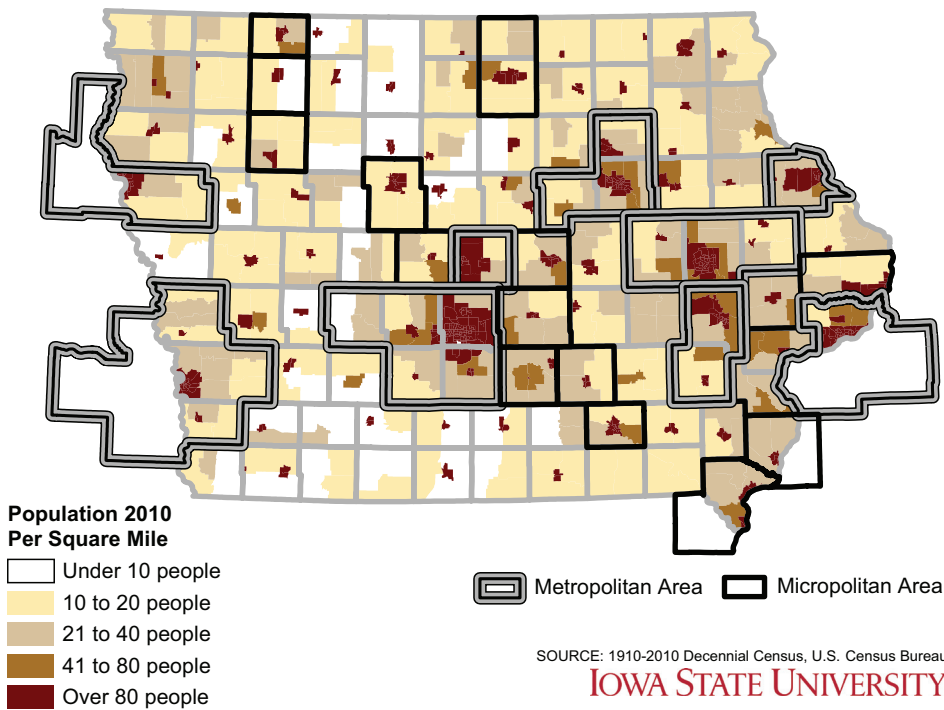 Population 2010
Per Square Mile
Under 10 people
10 to 20 people
21 to 40 people
41 to 80 people
Over 80 people
Metropolitan Area
Micropolitan Area
SOURCE: 1910-2010 Decennial Census, U.S. Census Bureau
IOWA STATE UNIVERSITY